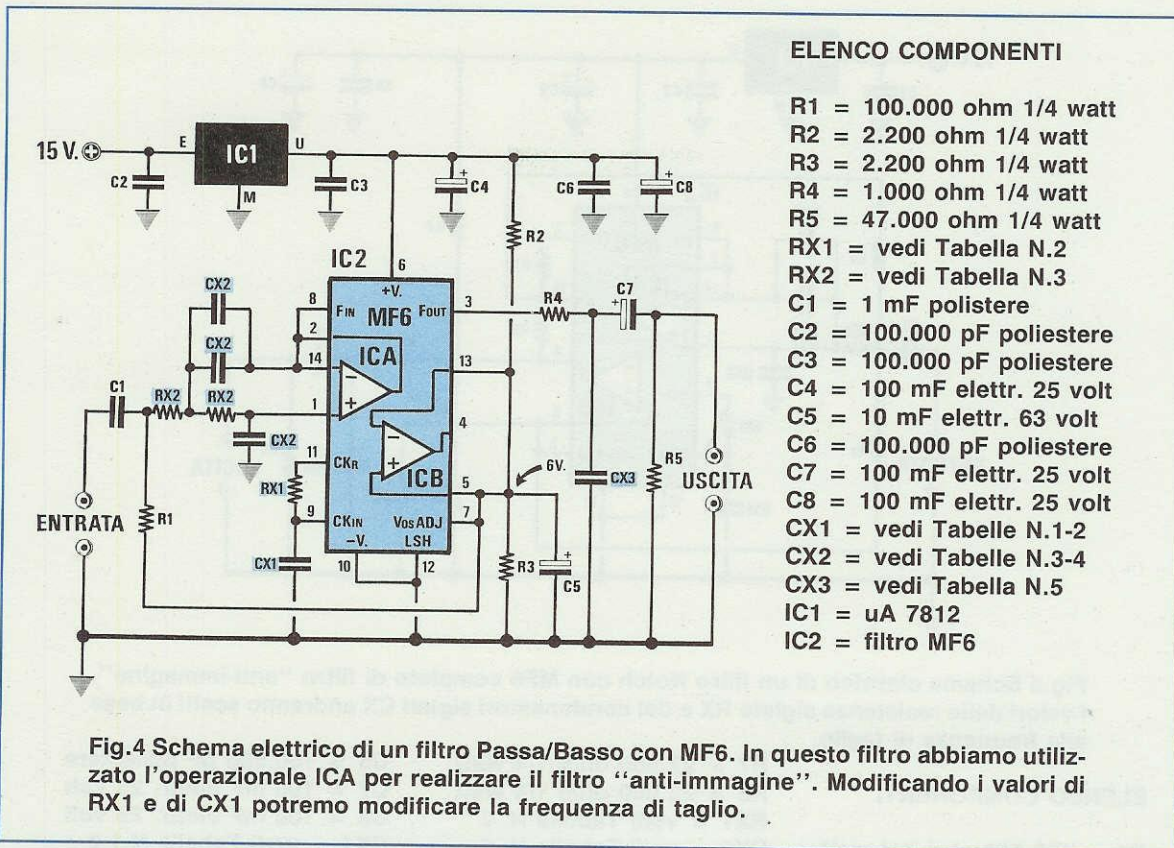 ELENCO COMPONENTI
R1 = 100.000 ohm 1/4 watt
R2 = 2.200 ohm 1/4 watt
R3 = 2.200 ohm 1/4 watt
R4 = 1.000 ohm 1/4 watt
R5 = 47.000 ohm 1/4 watt
RX1 = vedi Tabella N.2
RX2 = vedi Tabella N.3
C1 = 1 mF polistere
C2 = 100.000 pF poliestere
C3 = 100.000 pF poliestere
C4 = 100 mF elettr. 25 volt
C5 = 10 mF elettr. 63 volt
C6 = 100.000 pF poliestere
C7 = 100 mF elettr. 25 volt
C8 = 100 mF elettr. 25 volt
CX1 = vedi Tabelle N.1-2
CX2 = vedi Tabelle N.3-4
CX3 = vedi Tabella N.5
IC1 = uA 7812
IC2 = filtro MF6
15 V.
E
IC1
U
M
C2
C3
+
C4
R2
C6
+
C8
IC2
6
+V.
CX2
8
FIN
MF6
FOUT
3
R4
+
C7
2
CX2
14
ICA
-
+
13
C1
RX2
RX2
1
-
+
4
CX2
ICB
11
CKR
6V.
CX3
R5
USCITA
RX1
5
ENTRATA
R1
9
CKIN
VOS ADJ
7
-V.
LSH
+
CX1
10
12
R3
C5
Fig.4 Schema elettrico di un filtro Passa/Basso con MF6. In questo filtro abbiamo utiliz-
zato l'operazionale ICA per realizzare il filtro "anti-immagine". Modificando i valori di
RX1 e di CX1 potremo modificare la frequenza di taglio.